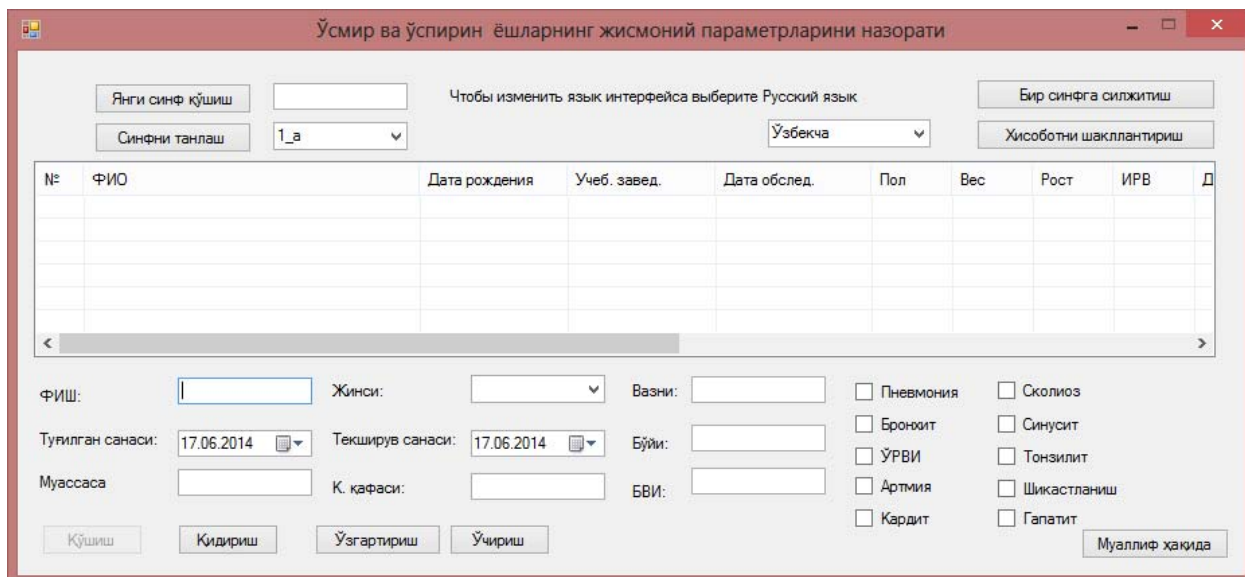 Ўсмир ва ўспирин ёшларнинг жисмоний параметрларини назорати
Янги синф қўшиш
Чтобы изменить язык интерфейса выберите Русский язык
Бир синфга силжитиш
Синфни танлаш 1_а Ўзбекча Хисоботни шакллантириш
№ ФИО Дата рождения Учеб. завед. Дата обслед. Пол Вес Рост ИРВ Д
ФИШ: Жинси: Вазни: Пневмония Сколиоз
Бронхит Синусит
Туғилган санаси: 17.06.2014 Текширув санаси: 17.06.2014 Бўйи:
ЎРВИ Тонзилит
Муассаса К. қафаси: БВИ: Артмия Шикастланиш
Кардит Гапатит
Қўшиш Қидириш Ўзгартириш Ўчириш Муаллиф ҳақида